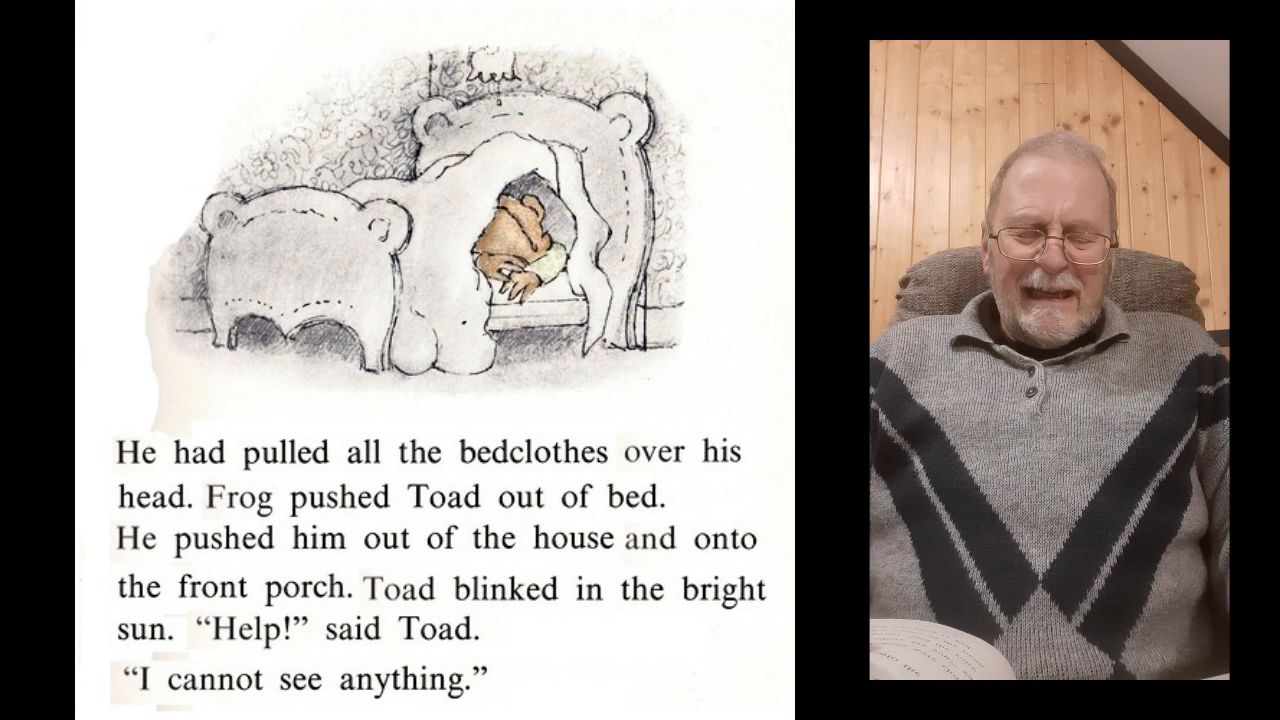 He had pulled all the bedclothes over his
head. Frog pushed Toad out of bed.
He pushed him out of the house and onto
the front porch. Toad blinked in the bright
sun. “Help!” said Toad.
“I cannot see anything.”